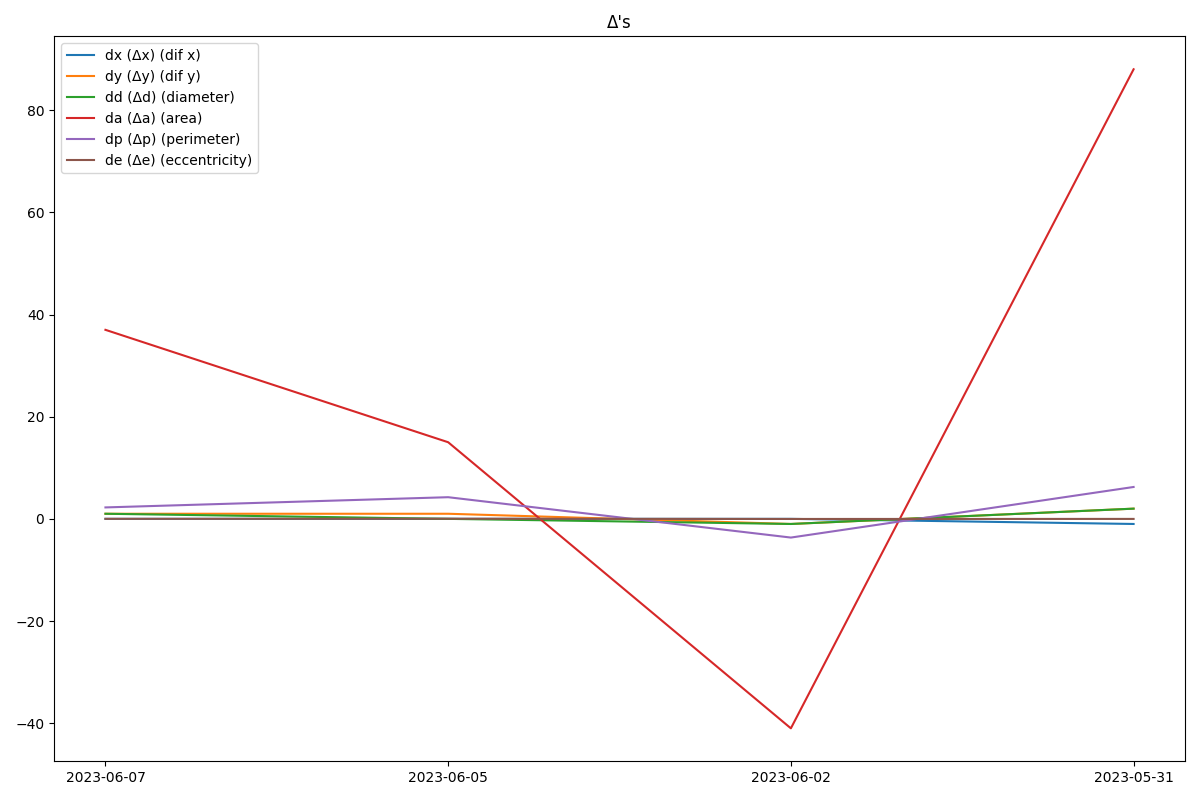 Δ's
dx (Δx) (dif x)
dy (Δy) (dif y)
dd (Δd) (diameter)
da (Δa) (area)
dp (Δp) (perimeter)
de (Δe) (eccentricity)
80
60
40
20
0
−20
−40
2023-06-07 2023-06-05 2023-06-02 2023-05-31